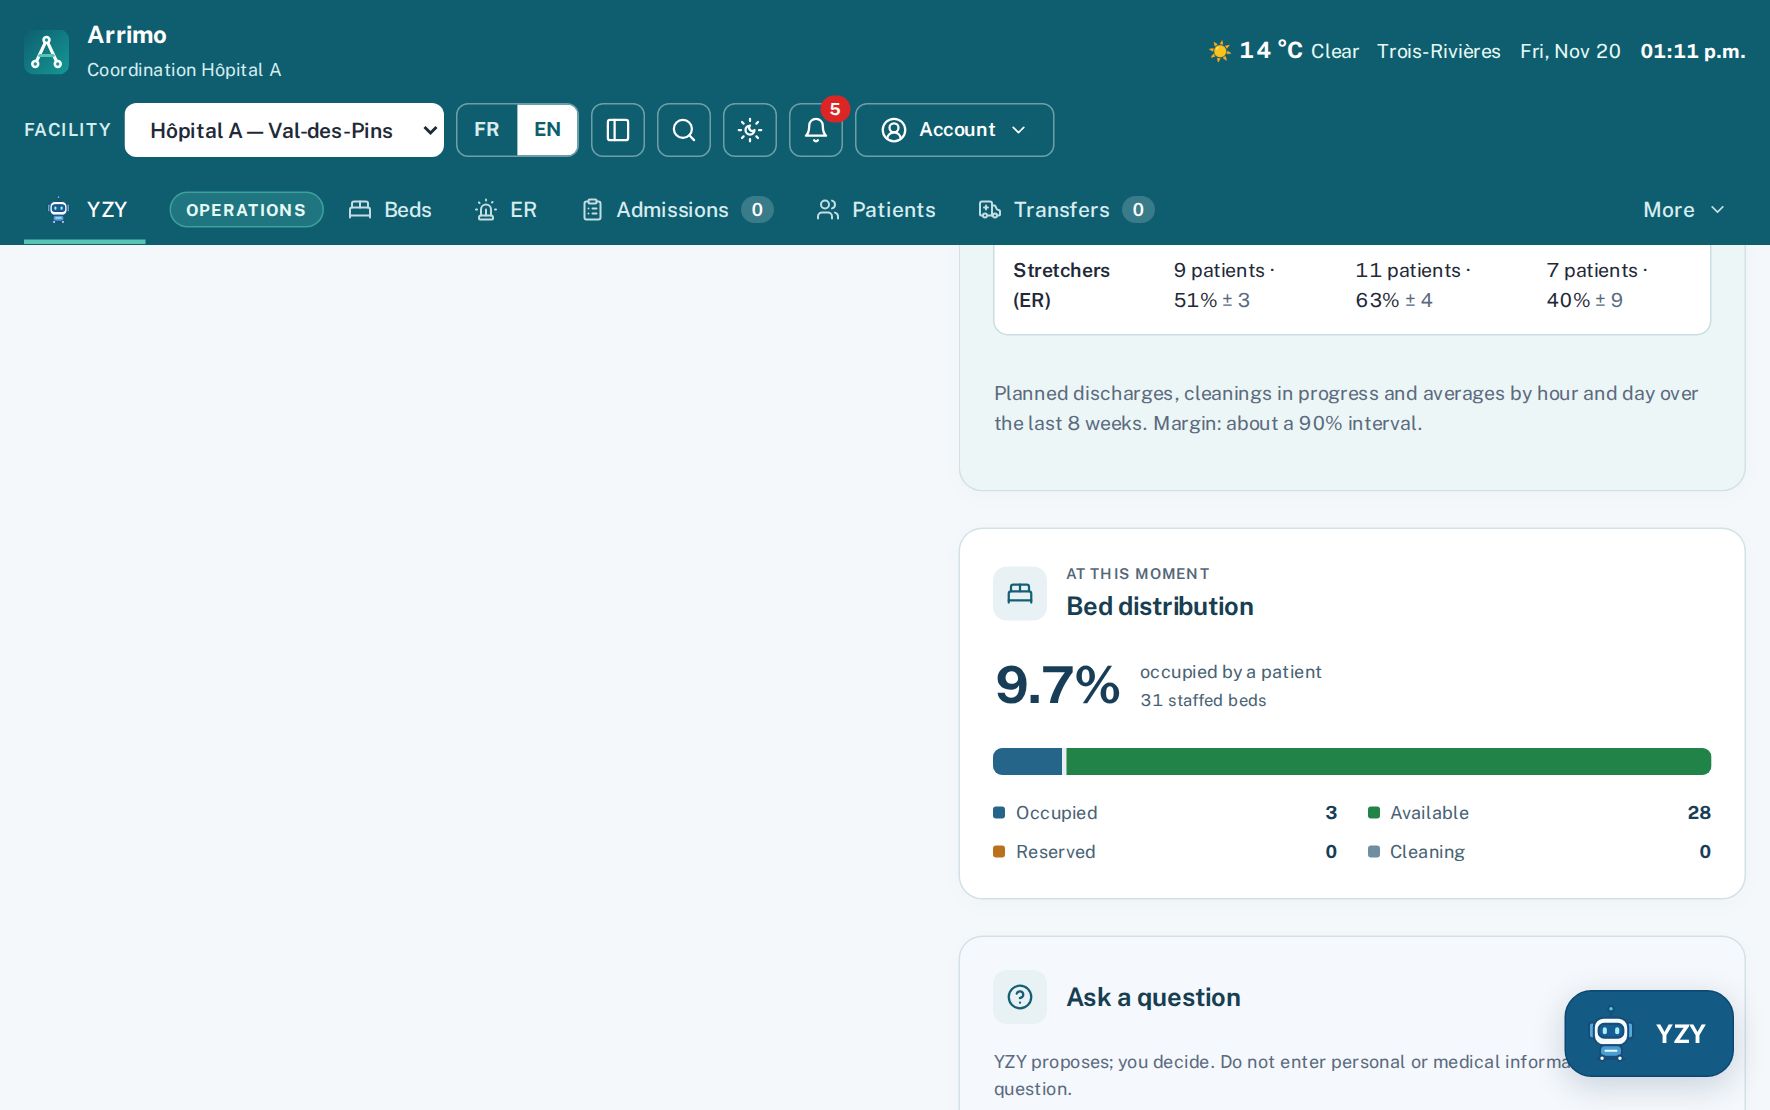 Arrimo
Coordination Hôpital A
☀️ 14 °C Clear Trois-Rivières Fri, Nov 20 01:11 p.m.
FACILITY Hôpital A — Val-des-Pins FR EN 5 Account
YZY OPERATIONS Beds ER Admissions 0 Patients Transfers 0 More
Stretchers (ER)
9 patients · 51% ± 3
11 patients · 63% ± 4
7 patients · 40% ± 9
Planned discharges, cleanings in progress and averages by hour and day over
the last 8 weeks. Margin: about a 90% interval.
AT THIS MOMENT
Bed distribution
9.7%
occupied by a patient
31 staffed beds
Occupied 3
Available 28
Reserved 0
Cleaning 0
Ask a question
YZY proposes; you decide. Do not enter personal or medical
question.
YZY